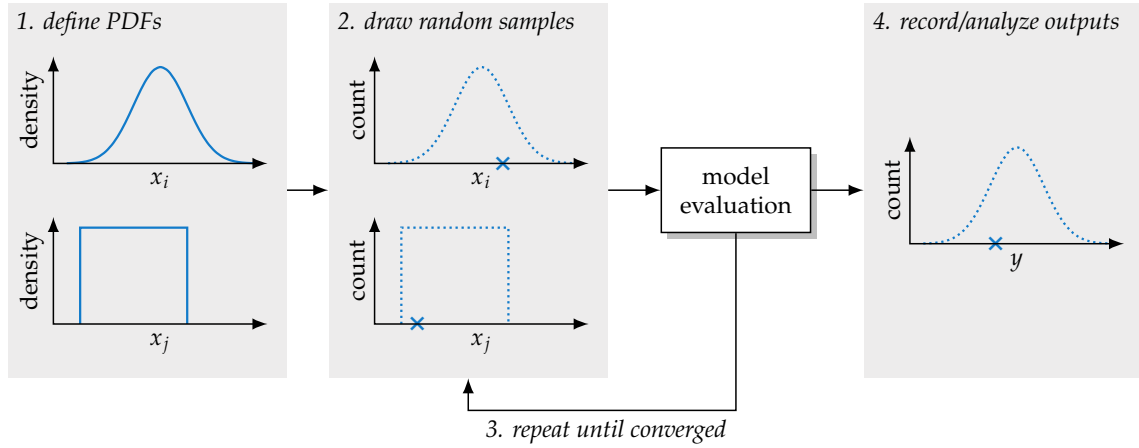 1. define PDFs
density
x_i
density
x_j
2. draw random samples
count
x_i
count
x_j
model
evaluation
3. repeat until converged
4. record/analyze outputs
count
y